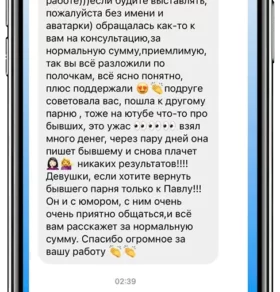 работе)))если будите выставлять,
пожалуйста без имени и
аватарки) обращалась как-то к
вам на консультацию,за
нормальную сумму,приемлимую,
так вы всё разложили по
полочкам, всё ясно понятно,
плюс поддержали 😍👏подруге
советовала вас, пошла к другому
парню , тоже на ютубе что-то про
бывших, это ужас 👀👀👀👀👀👀 взял
много денег, через пару дней она
пишет бывшему и снова плачет
🤦🏻‍♀️🙋‍♀️ никаких результатов!!!!
Девушки, если хотите вернуть
бывшего парня только к Павлу!!!
Он и с юмором, с ним очень
очень приятно общаться,и всё
вам расскажет за нормальную
сумму. Спасибо огромное за
вашу работу 👏👏
02:39